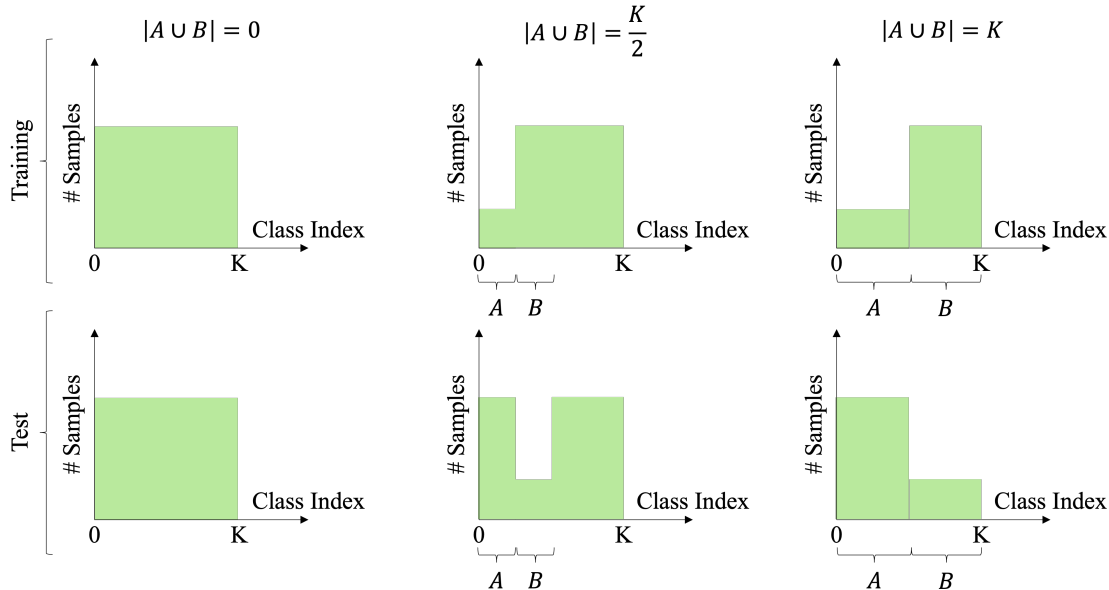 |A ∪ B| = 0
|A ∪ B| = K/2
|A ∪ B| = K
Training
# Samples
Class Index
0
K
# Samples
Class Index
0
K
A
B
# Samples
Class Index
0
K
A
B
Test
# Samples
Class Index
0
K
# Samples
Class Index
0
K
A
B
# Samples
Class Index
0
K
A
B